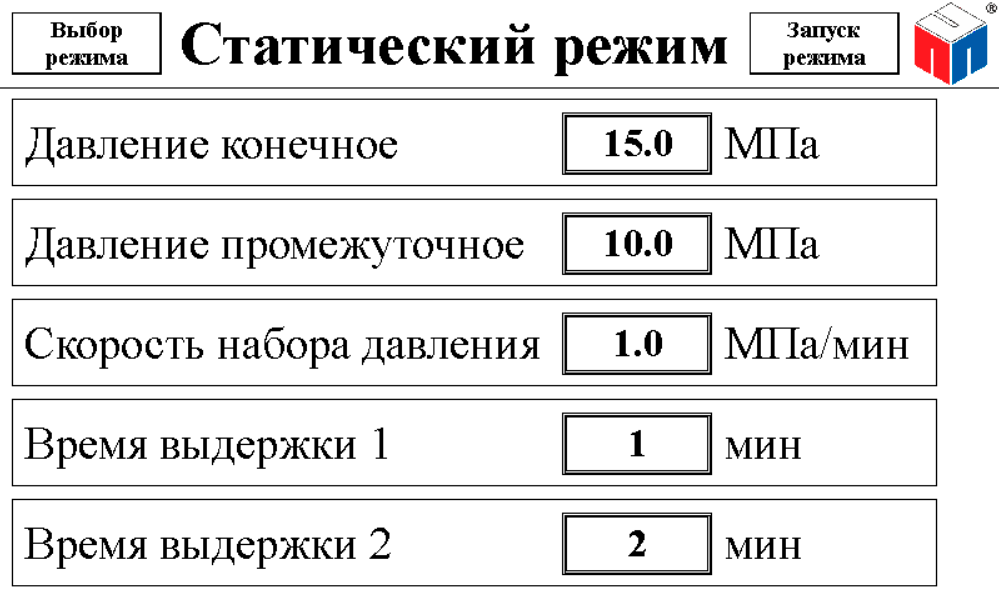 Выбор
режима
Статический режим
Запуск
режима
®
Давление конечное 15.0 МПа
Давление промежуточное 10.0 МПа
Скорость набора давления 1.0 МПа/мин
Время выдержки 1 1 мин
Время выдержки 2 2 мин